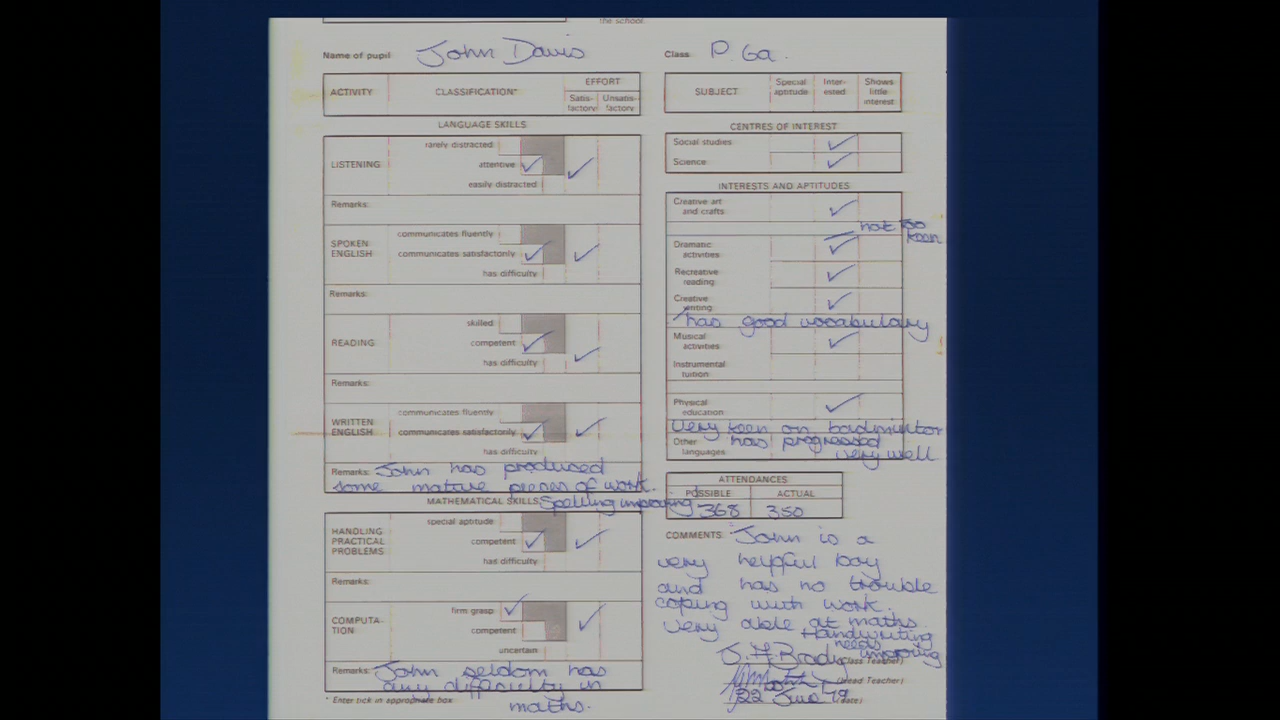 the school.
Name of pupil John Davis Class P 6a.
ACTIVITY CLASSIFICATION* EFFORT
Satis-factory Unsatis-factory
LANGUAGE SKILLS
LISTENING
rarely distracted
attentive
easily distracted
Remarks:
SPOKEN ENGLISH
communicates fluently
communicates satisfactorily
has difficulty
Remarks:
READING
skilled
competent
has difficulty
Remarks:
WRITTEN ENGLISH
communicates fluently
communicates satisfactorily
has difficulty
Remarks: John has produced
some mature pieces of work.
Spelling improving
MATHEMATICAL SKILLS
HANDLING PRACTICAL PROBLEMS
special aptitude
competent
has difficulty
Remarks:
COMPUTA-TION
firm grasp
competent
uncertain
Remarks: John seldom has
any difficulty in
maths.
* Enter tick in appropriate box
SUBJECT Special aptitude Inter-ested Shows little interest
CENTRES OF INTEREST
Social studies
Science
INTERESTS AND APTITUDES
Creative art and crafts
not too keen
Dramatic activities
Recreative reading
Creative writing
has good vocabulary
Musical activities
Instrumental tuition
Physical education
Very keen on badminton
has progressed
very well
Other languages
ATTENDANCES
POSSIBLE ACTUAL
368 350
COMMENTS: John is a
very helpful boy
and has no trouble
coping with work.
Very able at maths.
Handwriting
needs
improving
(Class Teacher)
(Head Teacher)
22 June '79 (date)